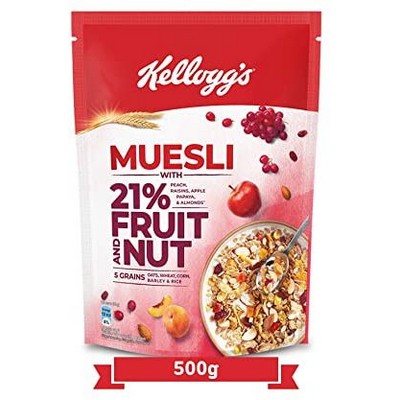 Kellogg's
MUESLI
WITH
21%
PEACH,
RAISINS, APPLE
PAPAYA,
& ALMONDS*
FRUIT
AND NUT
5 GRAINS
OATS, WHEAT, CORN,
BARLEY & RICE
500g